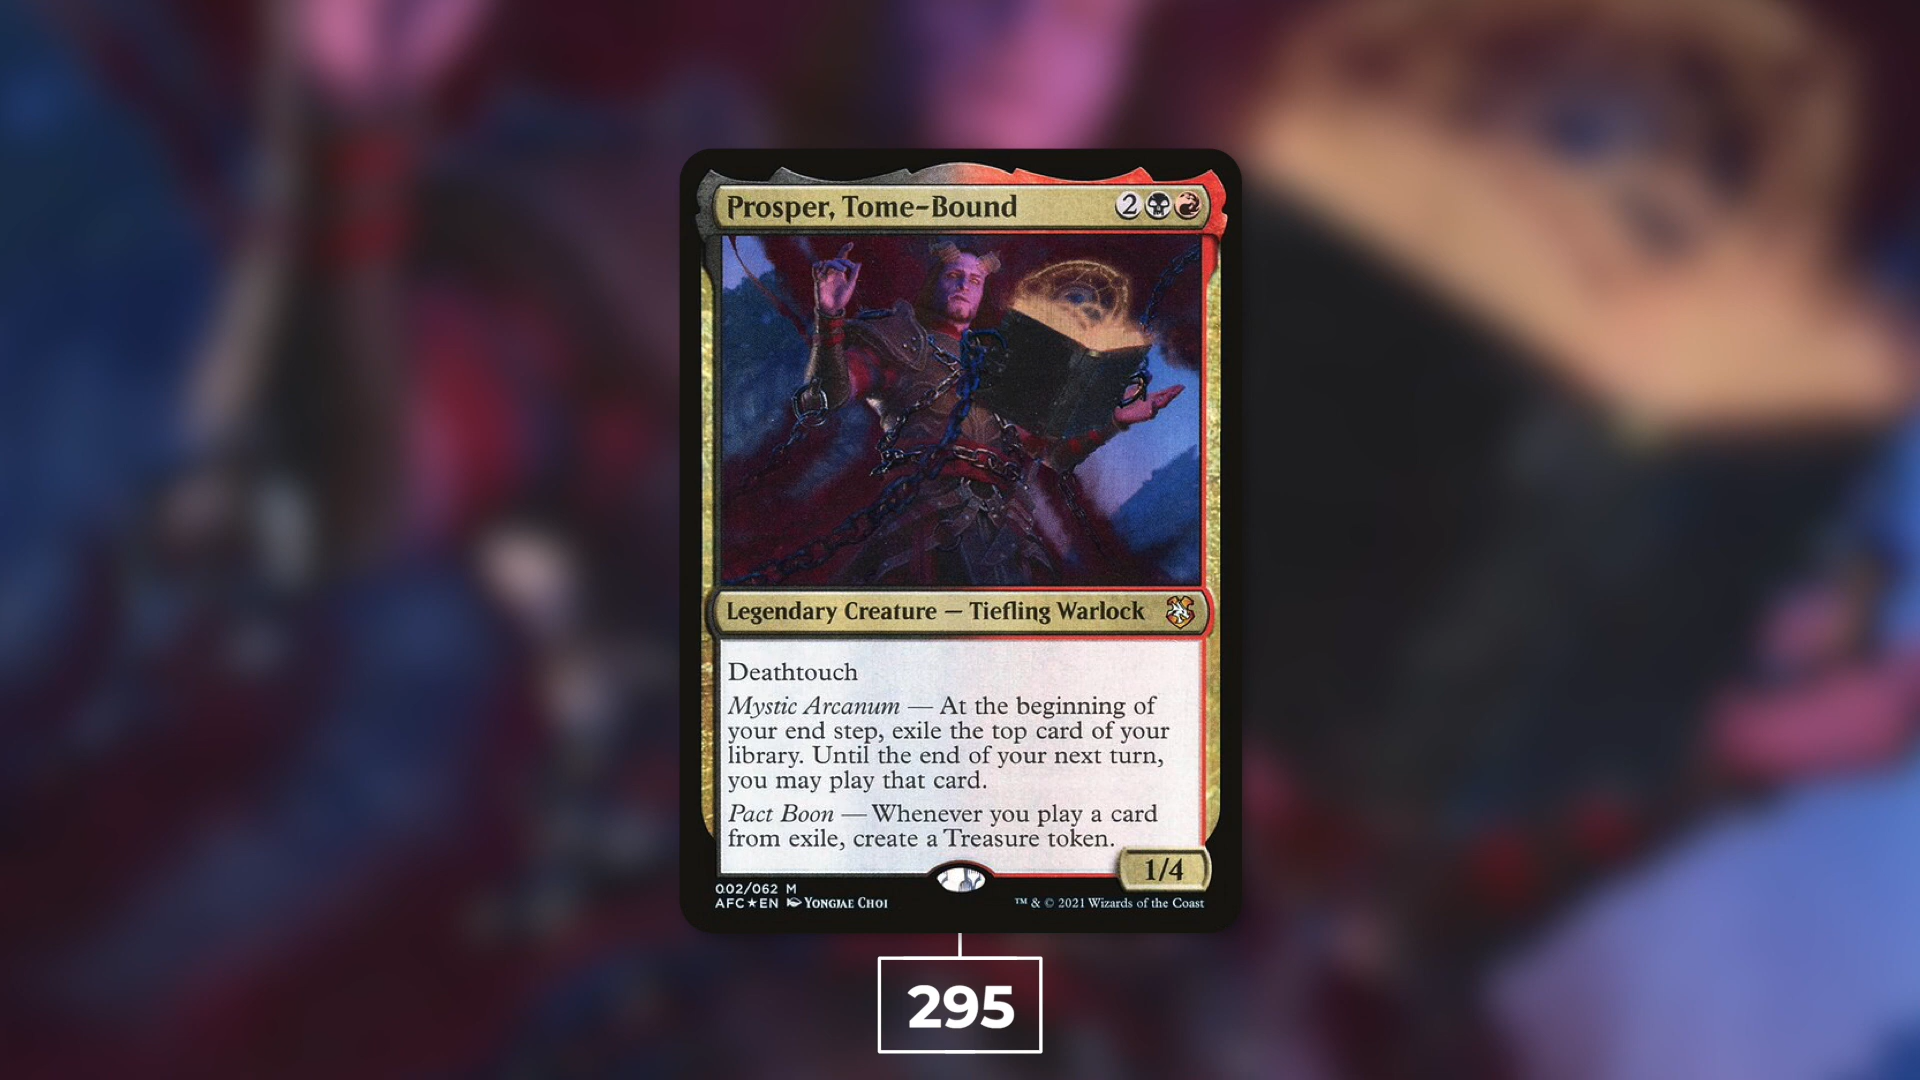 Prosper, Tome-Bound 2
Legendary Creature — Tiefling Warlock
Deathtouch
Mystic Arcanum — At the beginning of
your end step, exile the top card of your
library. Until the end of your next turn,
you may play that card.
Pact Boon — Whenever you play a card
from exile, create a Treasure token.
1/4
002/062 M
AFC★EN Yongjae Choi
™ & © 2021 Wizards of the Coast
295